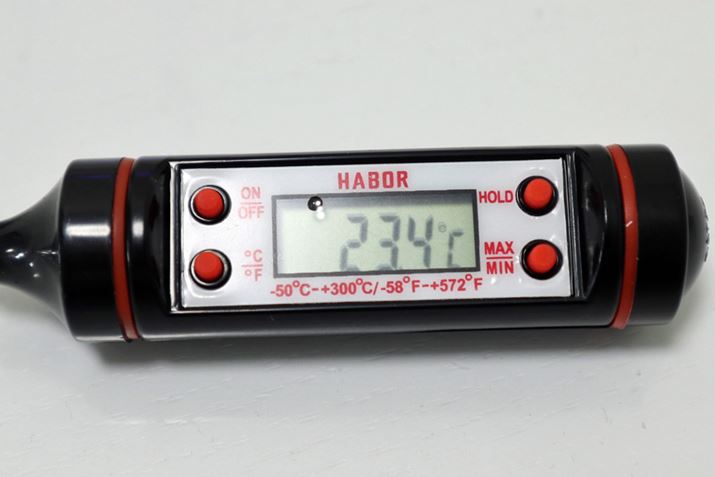 HABOR
ON
OFF
HOLD
23.4°C
°C
°F
MAX
MIN
-50°C~+300°C/-58°F~+572°F